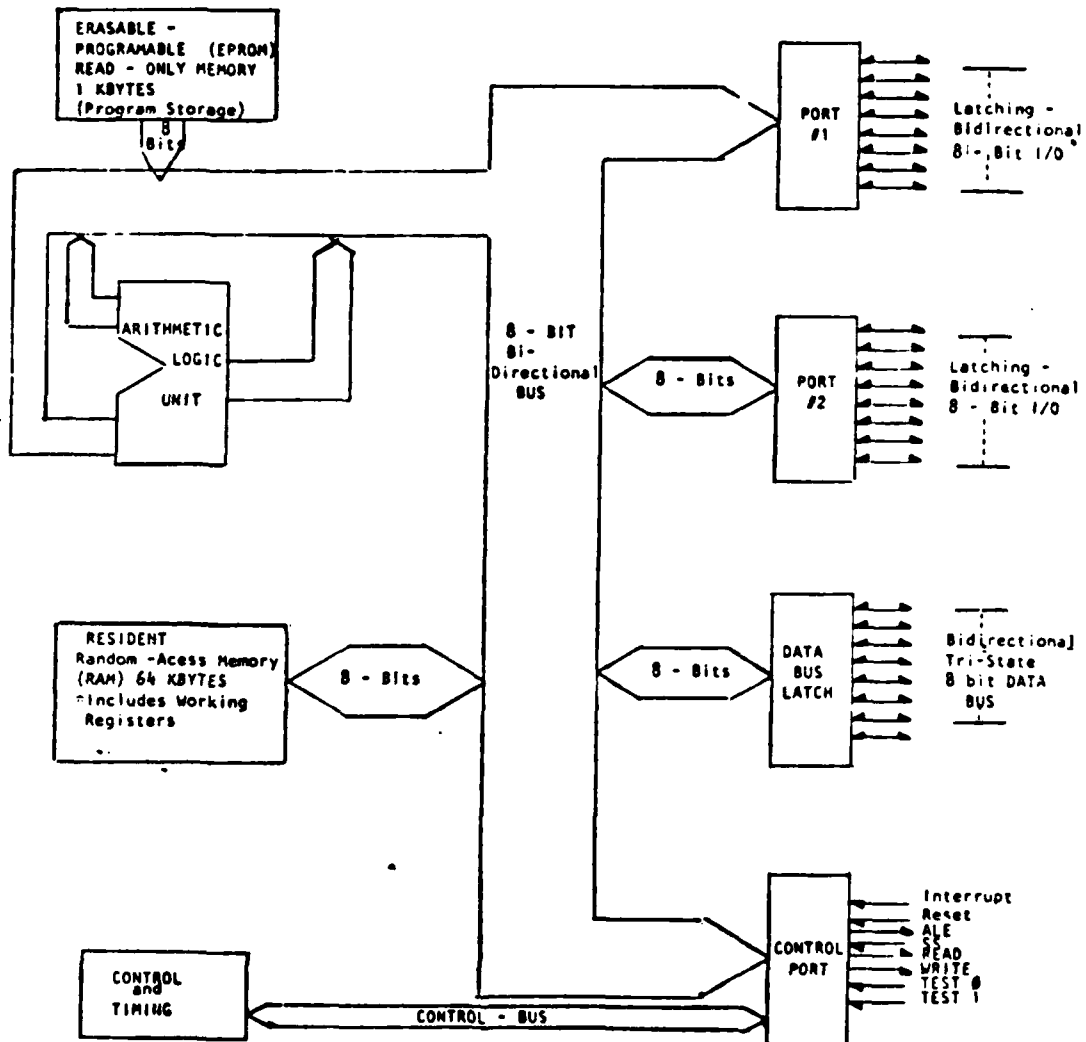 ERASABLE -
PROGRAMABLE (EPROM)
READ - ONLY MEMORY
1 KBYTES
(Program Storage)
8
Bits
PORT
#1
Latching -
Bidirectional
8 - Bit I/O
ARITHMETIC
LOGIC
UNIT
8 - BIT
Bi-
Directional
BUS
8 - Bits
PORT
#2
Latching -
Bidirectional
8 - Bit I/O
RESIDENT
Random -Acess Memory
(RAM) 64 KBYTES
Includes Working
Registers
8 - Bits
8 - Bits
DATA
BUS
LATCH
Bidirectional
Tri-State
8 bit DATA
BUS
CONTROL
and
TIMING
CONTROL - BUS
CONTROL
PORT
Interrupt
Reset
ALE
SS
READ
WRITE
TEST 0
TEST 1